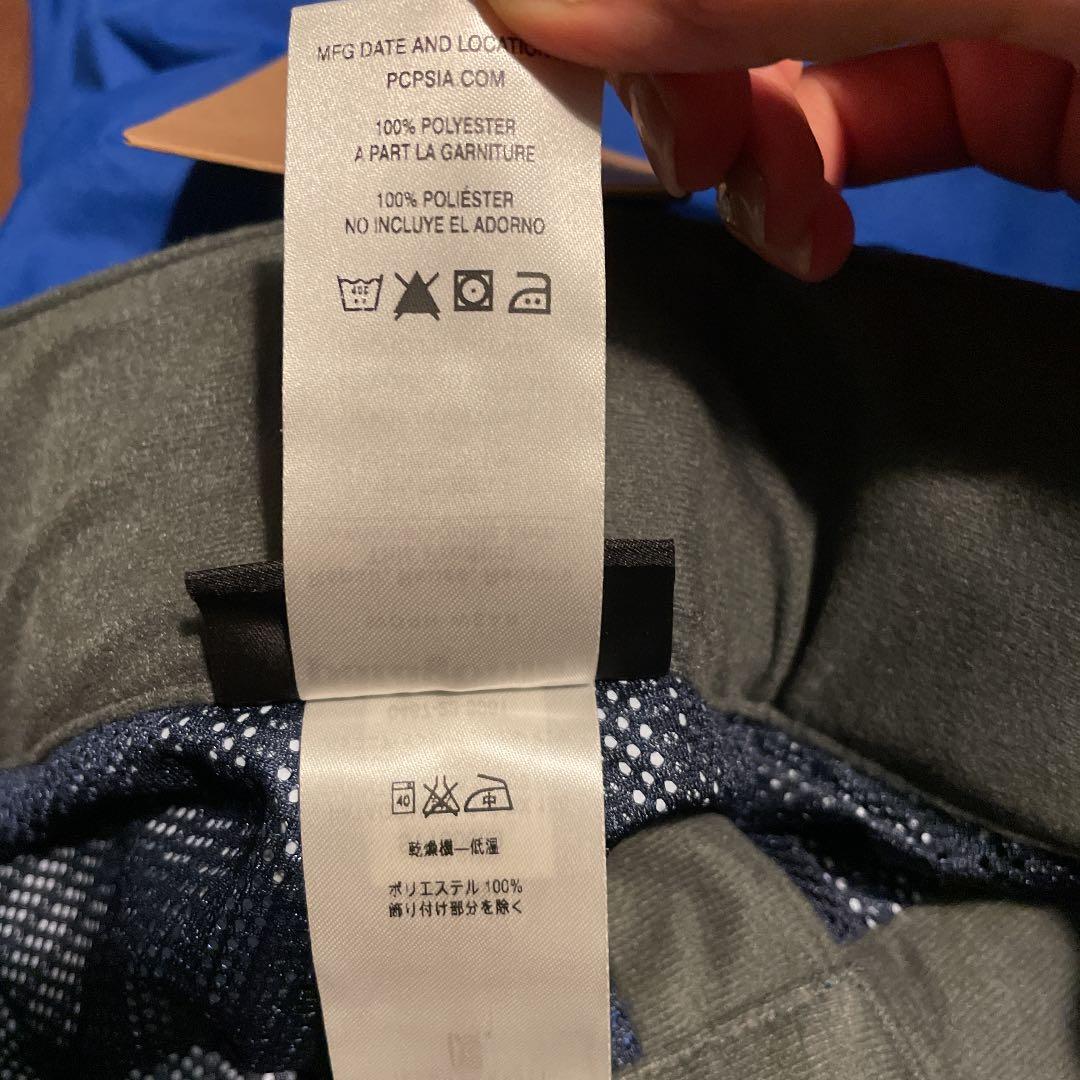 MFG DATE AND LOCATION
PCPSIA.COM
100% POLYESTER
A PART LA GARNITURE
100% POLIÉSTER
NO INCLUYE EL ADORNO
40
中
乾燥機—低温
ポリエステル 100%
飾り付け部分を除く